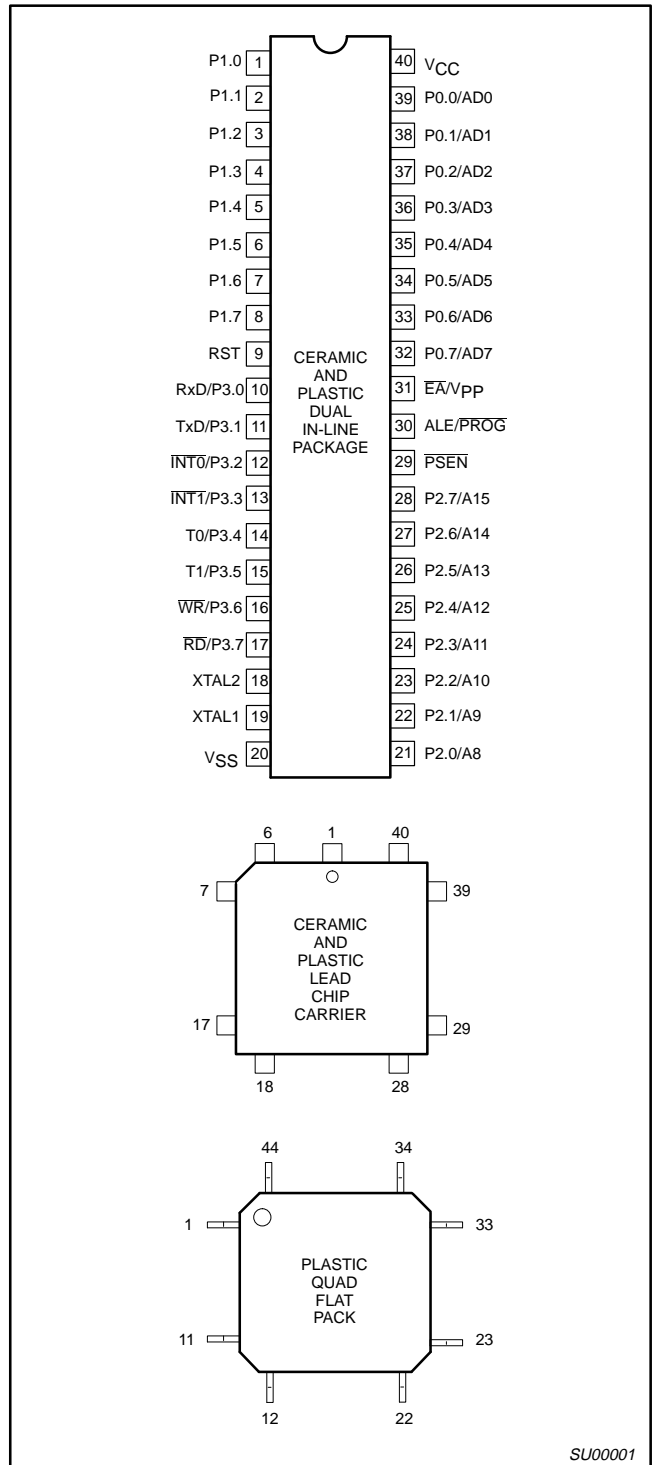 P1.0 1 40 VCC
P1.1 2 39 P0.0/AD0
P1.2 3 38 P0.1/AD1
P1.3 4 37 P0.2/AD2
P1.4 5 36 P0.3/AD3
P1.5 6 35 P0.4/AD4
P1.6 7 34 P0.5/AD5
P1.7 8 33 P0.6/AD6
RST 9 32 P0.7/AD7
RxD/P3.0 10 31 E̅A̅/VPP
TxD/P3.1 11 30 ALE/P̅R̅O̅G̅
I̅N̅T̅0̅/P3.2 12 29 P̅S̅E̅N̅
I̅N̅T̅1̅/P3.3 13 28 P2.7/A15
T0/P3.4 14 27 P2.6/A14
T1/P3.5 15 26 P2.5/A13
W̅R̅/P3.6 16 25 P2.4/A12
R̅D̅/P3.7 17 24 P2.3/A11
XTAL2 18 23 P2.2/A10
XTAL1 19 22 P2.1/A9
VSS 20 21 P2.0/A8
CERAMIC
AND
PLASTIC
DUAL
IN-LINE
PACKAGE
6 1 40
7 39
CERAMIC
AND
PLASTIC
LEAD
CHIP
CARRIER
17 29
18 28
44 34
1 33
PLASTIC
QUAD
FLAT
PACK
11 23
12 22
SU00001